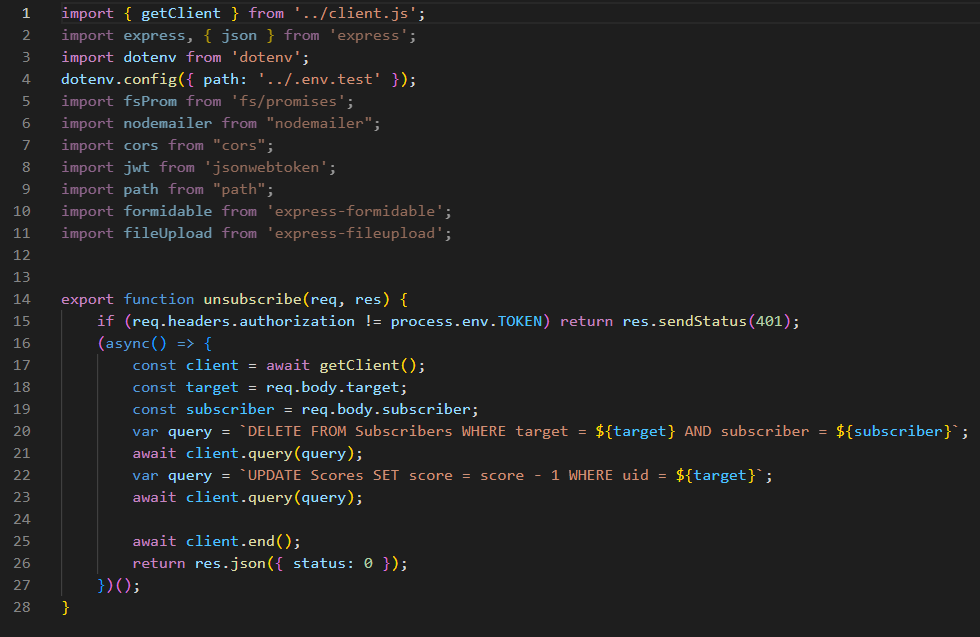 1 import { getClient } from '../client.js';
2 import express, { json } from 'express';
3 import dotenv from 'dotenv';
4 dotenv.config({ path: '../.env.test' });
5 import fsProm from 'fs/promises';
6 import nodemailer from "nodemailer";
7 import cors from "cors";
8 import jwt from 'jsonwebtoken';
9 import path from "path";
10 import formidable from 'express-formidable';
11 import fileUpload from 'express-fileupload';
12
13
14 export function unsubscribe(req, res) {
15     if (req.headers.authorization != process.env.TOKEN) return res.sendStatus(401);
16     (async() => {
17         const client = await getClient();
18         const target = req.body.target;
19         const subscriber = req.body.subscriber;
20         var query = `DELETE FROM Subscribers WHERE target = ${target} AND subscriber = ${subscriber}`;
21         await client.query(query);
22         var query = `UPDATE Scores SET score = score - 1 WHERE uid = ${target}`;
23         await client.query(query);
24
25         await client.end();
26         return res.json({ status: 0 });
27     })();
28 }